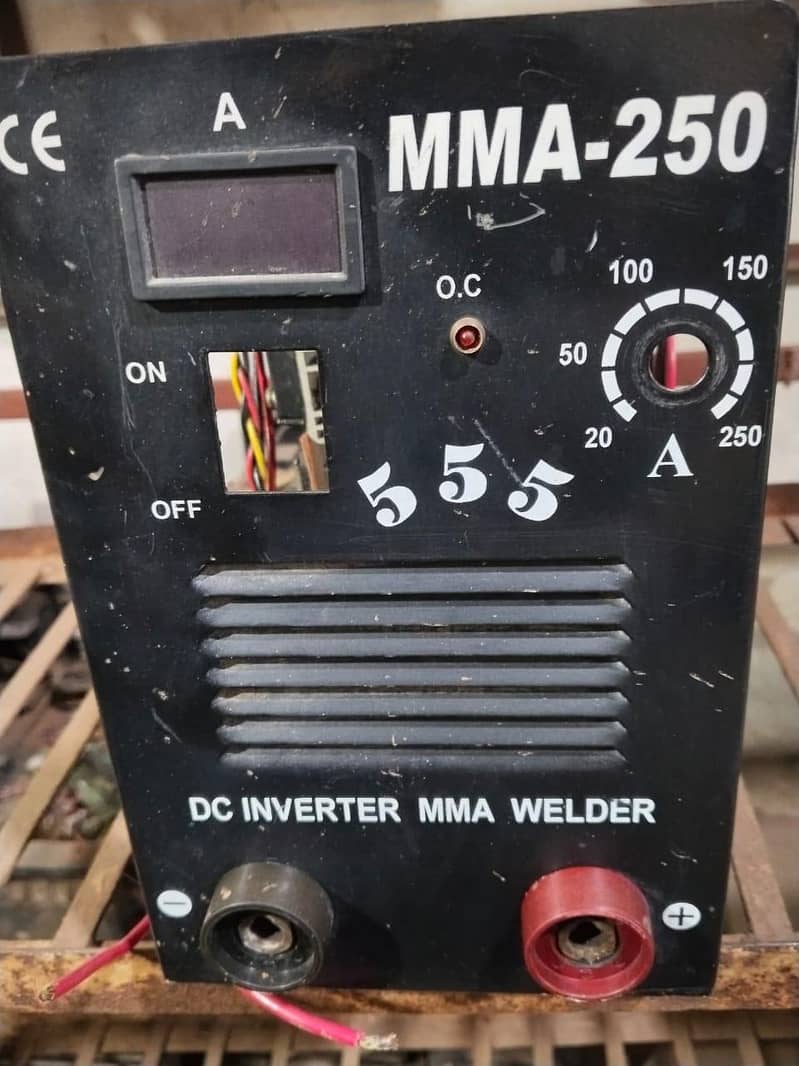 CE
A
MMA-250
O.C
ON
OFF
100
150
50
20
250
A
555
DC INVERTER MMA WELDER
-
+